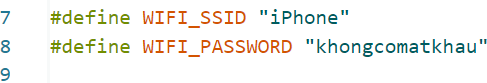 7 #define WIFI_SSID "iPhone"
8 #define WIFI_PASSWORD "khongcomatkhau"
9